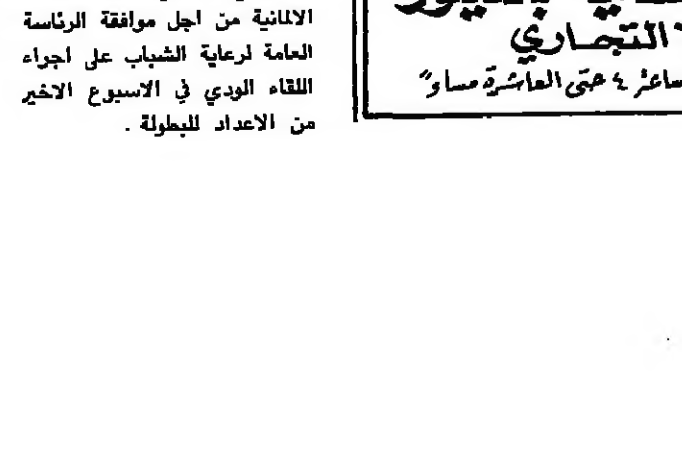 الالمانية من اجل موافقة الرئاسة
العامة لرعاية الشباب على اجراء
اللقاء الودي في الاسبوع الاخير
من الاعداد للبطولة .
التجاري
٤ حتى العاشرة مساءً